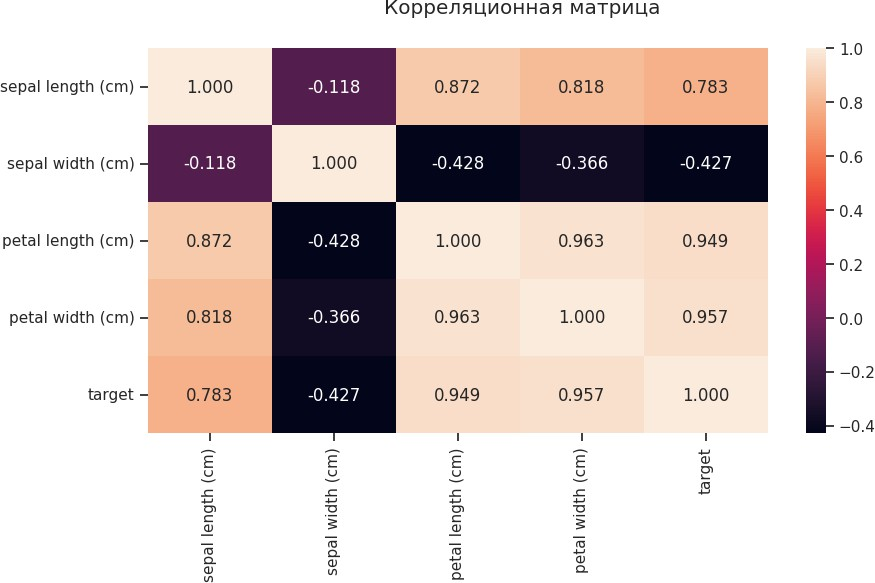 Корреляционная матрица
sepal length (cm) 1.000 -0.118 0.872 0.818 0.783
sepal width (cm) -0.118 1.000 -0.428 -0.366 -0.427
petal length (cm) 0.872 -0.428 1.000 0.963 0.949
petal width (cm) 0.818 -0.366 0.963 1.000 0.957
target 0.783 -0.427 0.949 0.957 1.000
sepal length (cm)
sepal width (cm)
petal length (cm)
petal width (cm)
target
1.0
0.8
0.6
0.4
0.2
0.0
−0.2
−0.4